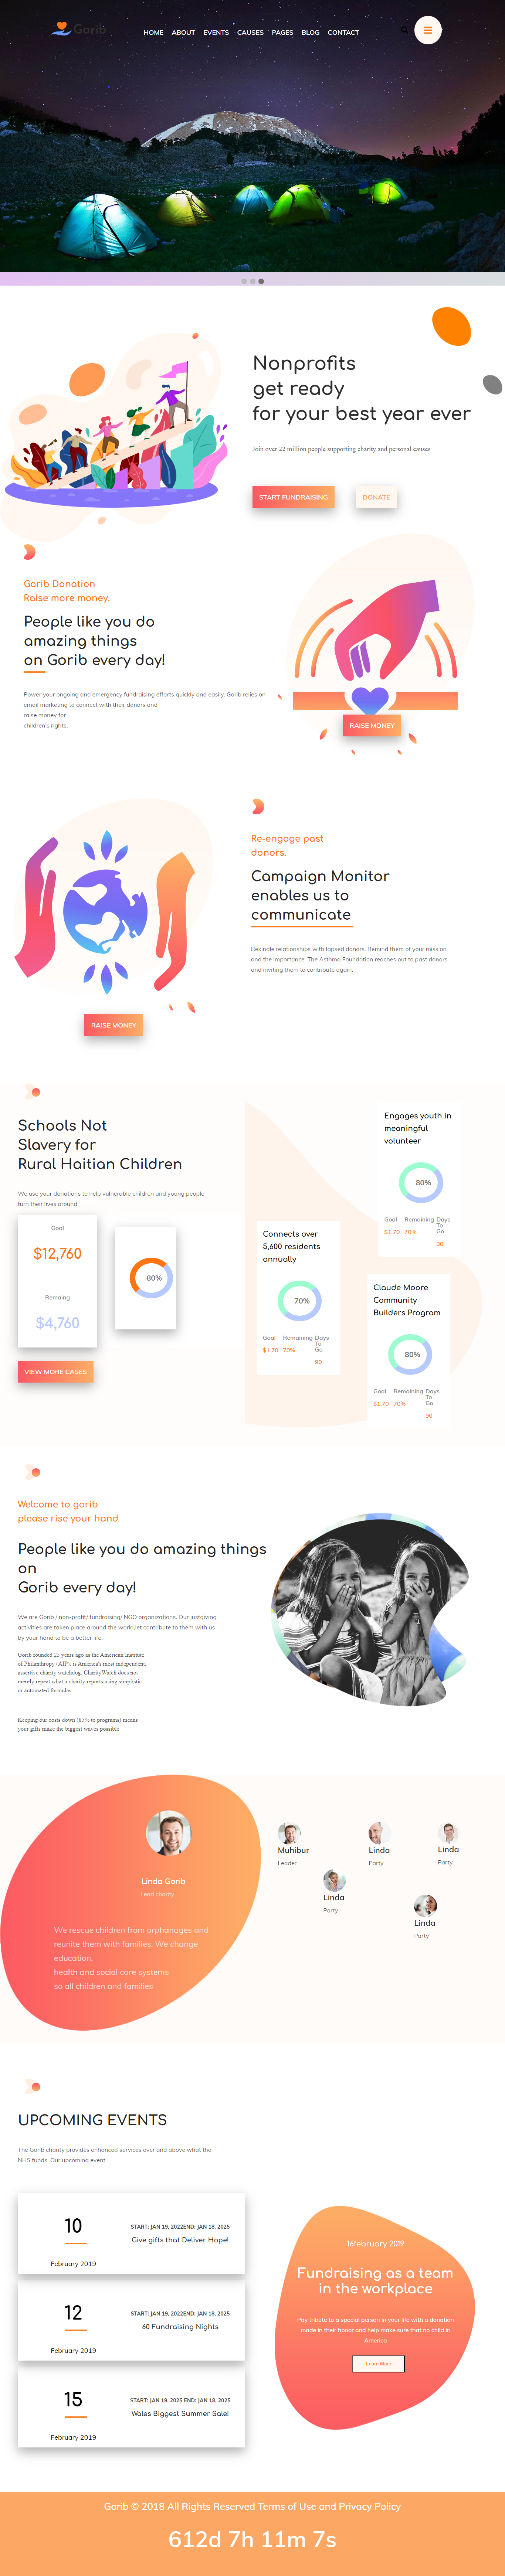 Gorib
HOME ABOUT EVENTS CAUSES PAGES BLOG CONTACT
Nonprofits
get ready
for your best year ever
Join over 22 million people supporting charity and personal causes
START FUNDRAISING
DONATE
Gorib Donation
Raise more money.
People like you do
amazing things
on Gorib every day!
Power your ongoing and emergency fundraising efforts quickly and easily. Gorib relies on
email marketing to connect with their donors and
raise money for
children's rights.
RAISE MONEY
Re-engage past
donors.
Campaign Monitor
enables us to
communicate
Rekindle relationships with lapsed donors. Remind them of your mission
and the importance. The Asthma Foundation reaches out to past donors
and inviting them to contribute again.
RAISE MONEY
Schools Not
Slavery for
Rural Haitian Children
We use your donations to help vulnerable children and young people
turn their lives around
Goal
$12,760
Remaing
$4,760
80%
VIEW MORE CASES
Connects over
5,600 residents
annually
70%
Goal Remaining Days To Go
$1.70 70% 90
Engages youth in
meaningful
volunteer
80%
Goal Remaining Days To Go
$1.70 70% 90
Claude Moore
Community
Builders Program
80%
Goal Remaining Days To Go
$1.70 70% 90
Welcome to gorib
please rise your hand
People like you do amazing things
on
Gorib every day!
We are Gorib / non-profit/ fundraising/ NGO organizations. Our justgiving
activities are taken place around the world,let contribute to them with us
by your hand to be a better life.
Gorib founded 25 years ago as the American Institute
of Philanthropy (AIP), is America's most independent,
assertive charity watchdog. CharityWatch does not
merely repeat what a charity reports using simplistic
or automated formulas.
Keeping our costs down (85% to programs) means
your gifts make the biggest waves possible
Linda Gorib
Lead charity
We rescue children from orphanages and
reunite them with families. We change
education,
health and social care systems
so all children and families
Muhibur
Leader
Linda
Party
Linda
Party
Linda
Party
Linda
Party
UPCOMING EVENTS
The Gorib charity provides enhanced services over and above what the
NHS funds. Our upcoming event
10
February 2019
START: JAN 19, 2022END: JAN 18, 2025
Give gifts that Deliver Hope!
12
February 2019
START: JAN 19, 2022END: JAN 18, 2025
60 Fundraising Nights
15
February 2019
START: JAN 19, 2025 END: JAN 18, 2025
Wales Biggest Summer Sale!
16february 2019
Fundraising as a team
in the workplace
Pay tribute to a special person in your life with a donation
made in their honor and help make sure that no child in
America
Learn More
Gorib © 2018 All Rights Reserved Terms of Use and Privacy Policy
612d 7h 11m 7s